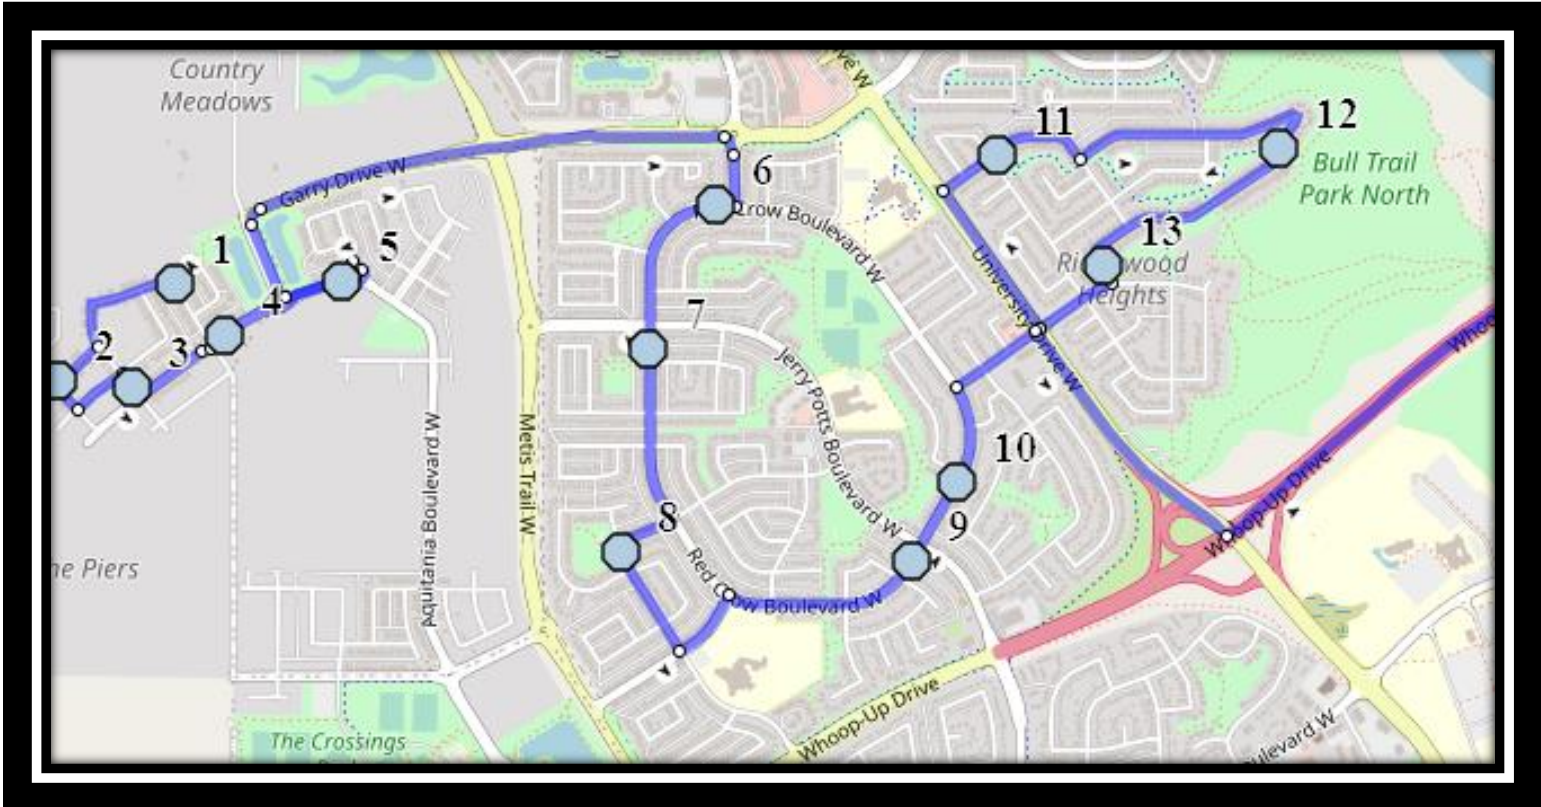 Country
Meadows
ve W
12
11
Bull Trail
Park North
6
Garry Drive W
Crow Boulevard W
1
5
13
Heights
University Drive W
4
2
3
7
Jerry Potts Boulevard W
Whoop-Up Drive
Metis Trail W
Aquitania Boulevard W
10
8
9
he Piers
Red Crow Boulevard W
Whoop-Up Drive
The Crossings
oulevard W